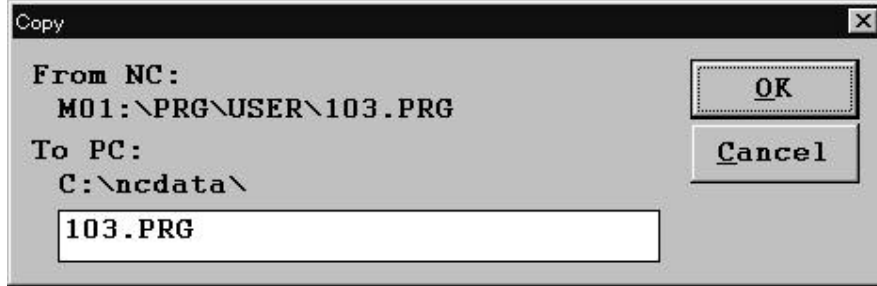 Copy
From NC:
M01:\PRG\USER\103.PRG
OK
To PC:
Cancel
C:\ncdata\
103.PRG